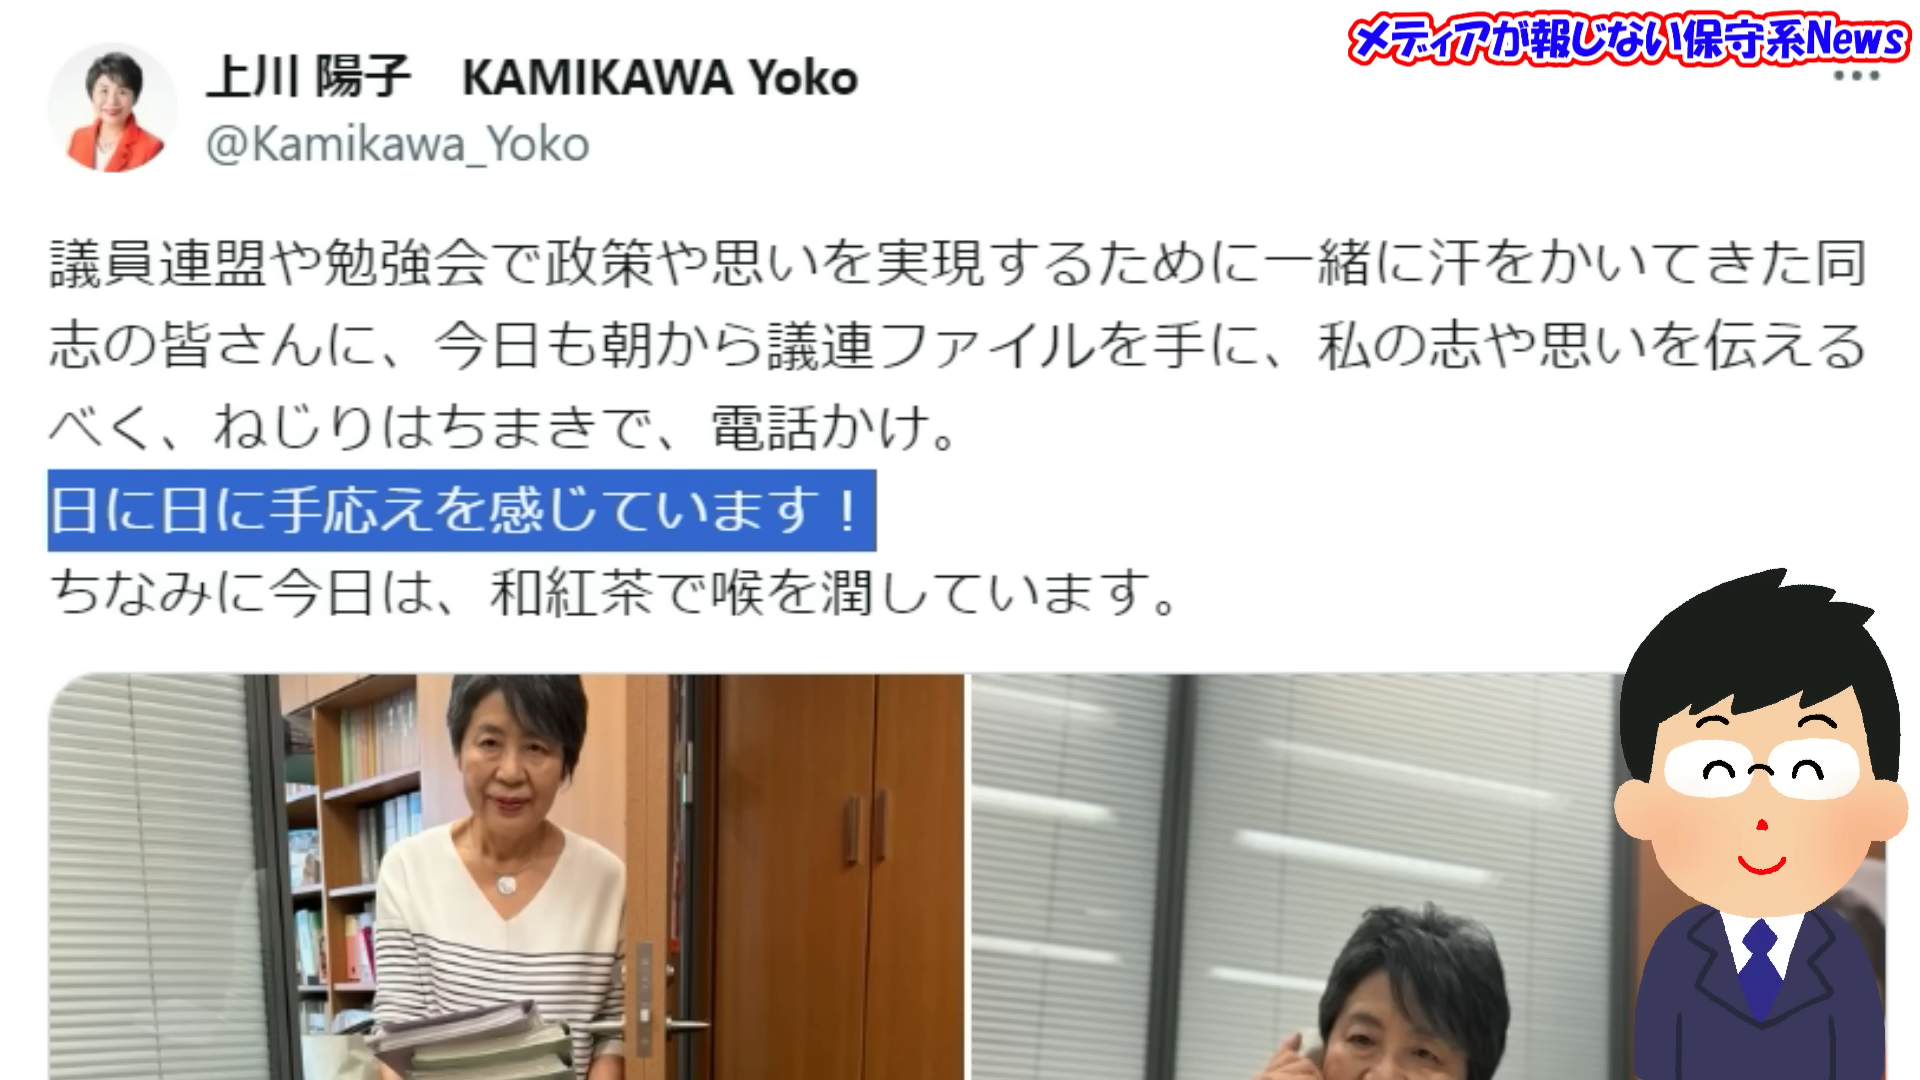 メディアが報じない保守系News
上川 陽子　KAMIKAWA Yoko
@Kamikawa_Yoko
議員連盟や勉強会で政策や思いを実現するために一緒に汗をかいてきた同
志の皆さんに、今日も朝から議連ファイルを手に、私の志や思いを伝える
べく、ねじりはちまきで、電話かけ。
日に日に手応えを感じています！
ちなみに今日は、和紅茶で喉を潤しています。